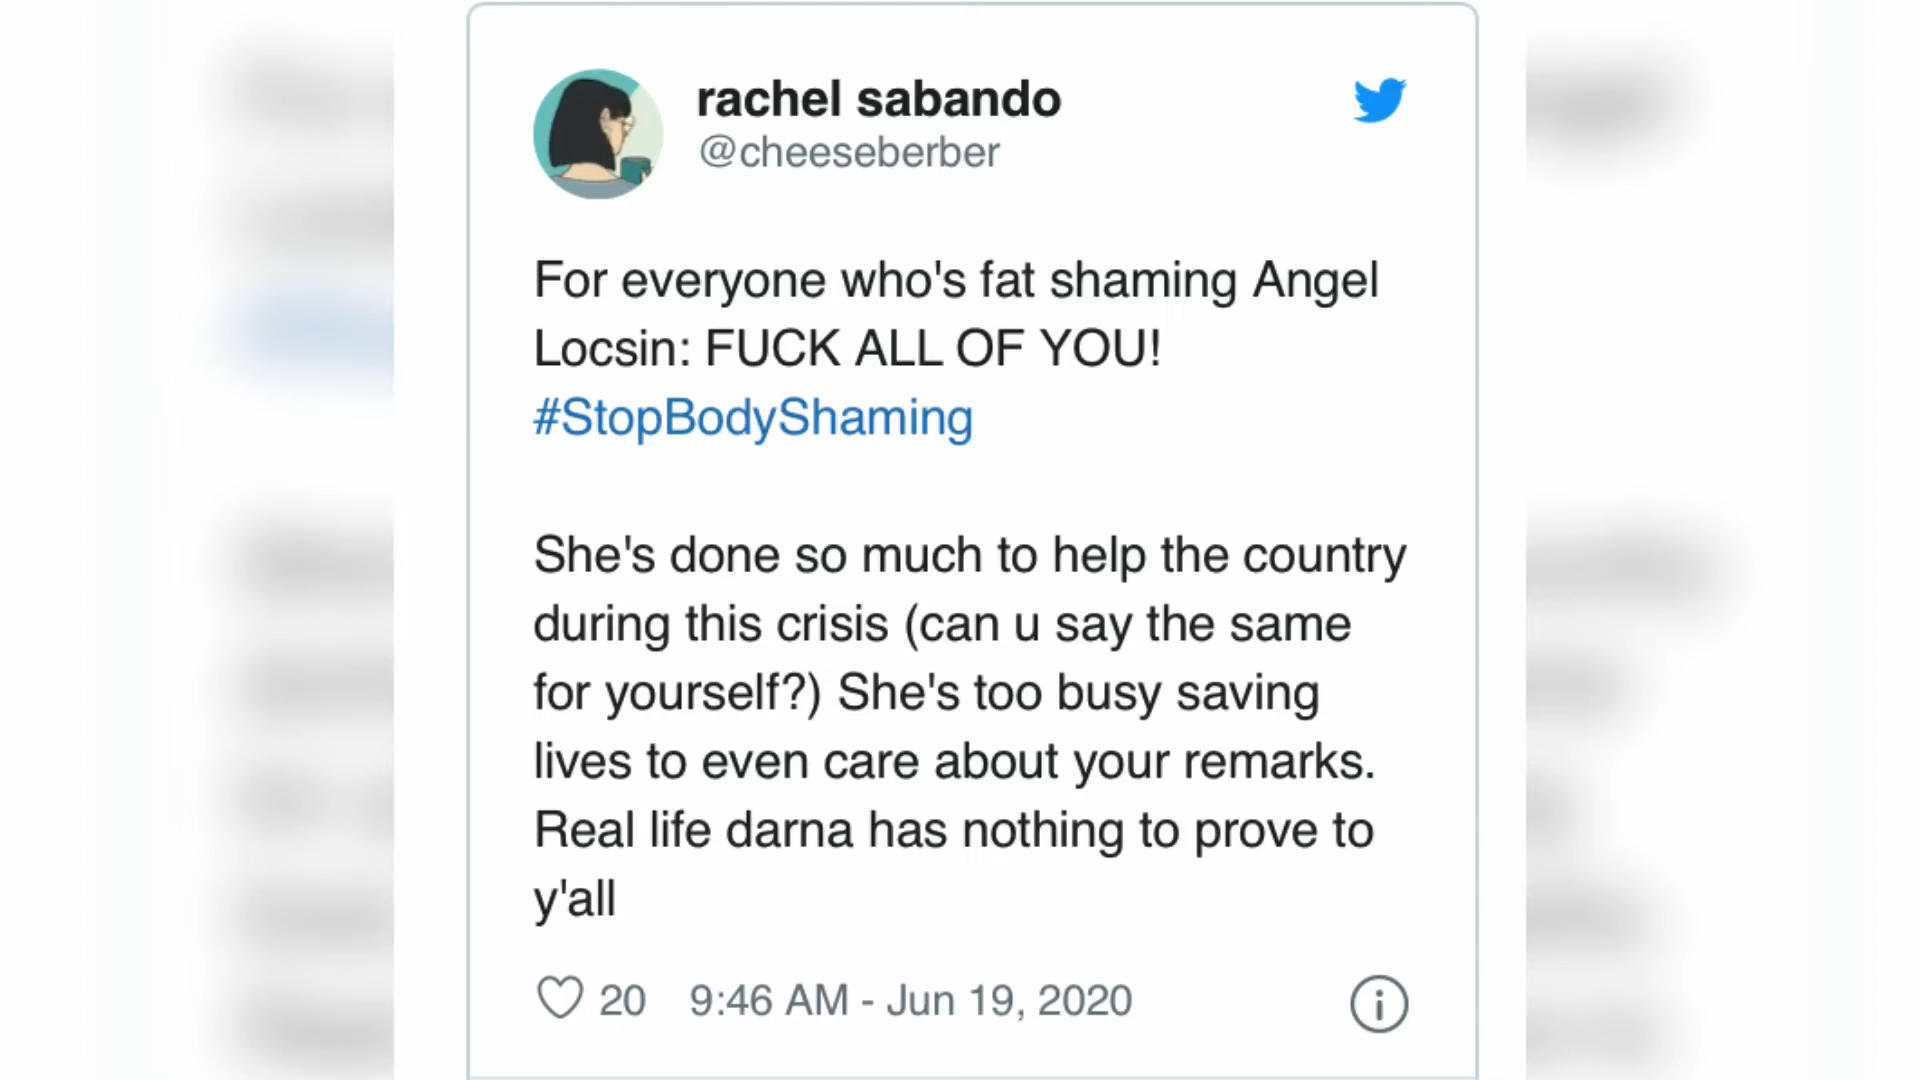 rachel sabando
@cheeseberber
For everyone who's fat shaming Angel
Locsin: FUCK ALL OF YOU!
#StopBodyShaming
She's done so much to help the country
during this crisis (can u say the same
for yourself?) She's too busy saving
lives to even care about your remarks.
Real life darna has nothing to prove to
y'all
20 9:46 AM - Jun 19, 2020